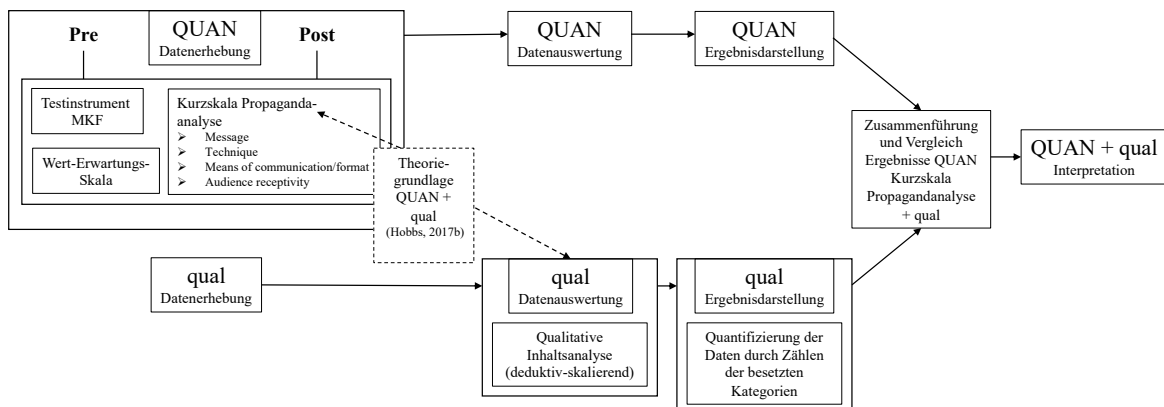 Pre
QUAN
Datenerhebung
Post
Testinstrument
MKF
Wert-Erwartungs-
Skala
Kurzskala Propaganda-
analyse
➢ Message
➢ Technique
➢ Means of communication/format
➢ Audience receptivity
QUAN
Datenauswertung
QUAN
Ergebnisdarstellung
Theorie-
grundlage
QUAN +
qual
(Hobbs, 2017b)
Zusammenführung
und Vergleich
Ergebnisse QUAN
Kurzskala
Propagandanalyse
+ qual
QUAN + qual
Interpretation
qual
Datenerhebung
qual
Datenauswertung
Qualitative
Inhaltsanalyse
(deduktiv-skalierend)
qual
Ergebnisdarstellung
Quantifizierung der
Daten durch Zählen
der besetzten
Kategorien